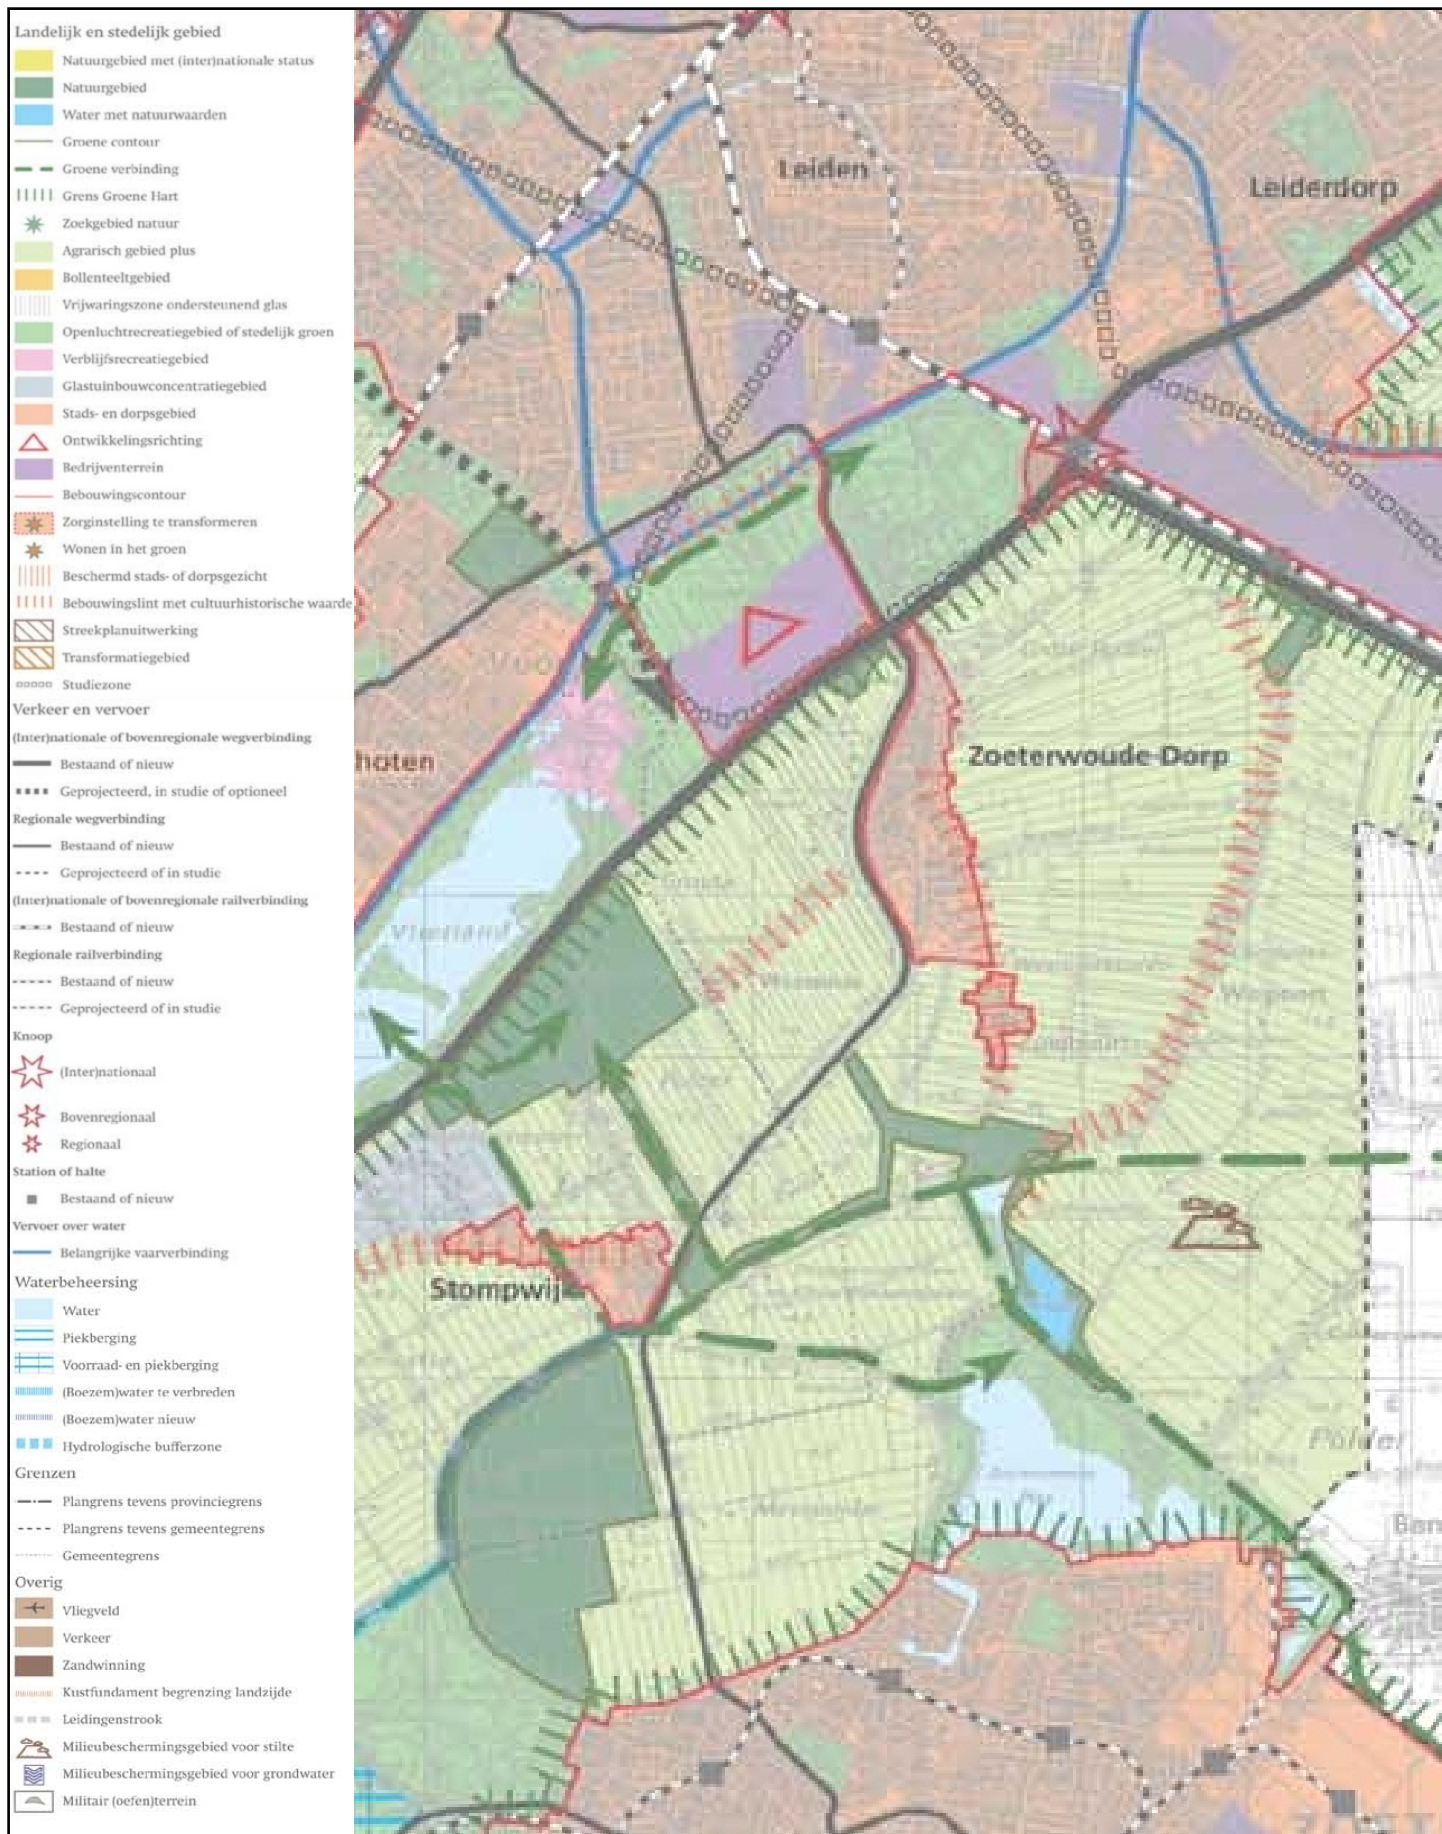 Landelijk en stedelijk gebied
Natuurgebied met (inter)nationale status
Natuurgebied
Water met natuurwaarden
Groene contour
Groene verbinding
Grens Groene Hart
Zoekgebied natuur
Agrarisch gebied plus
Bollenteeltgebied
Vrijwaringszone ondersteunend glas
Openluchtrecreatiegebied of stedelijk groen
Verblijfsrecreatiegebied
Glastuinbouwconcentratiegebied
Stads- en dorpsgebied
Ontwikkelingsrichting
Bedrijventerrein
Bebouwingscontour
Zorginstelling te transformeren
Wonen in het groen
Beschermd stads- of dorpsgezicht
Bebouwingslint met cultuurhistorische waarde
Streekplanuitwerking
Transformatiegebied
Studiezone
Verkeer en vervoer
(Inter)nationale of bovenregionale wegverbinding
Bestaand of nieuw
Geprojecteerd, in studie of optioneel
Regionale wegverbinding
Bestaand of nieuw
Geprojecteerd of in studie
(Inter)nationale of bovenregionale railverbinding
Bestaand of nieuw
Regionale railverbinding
Bestaand of nieuw
Geprojecteerd of in studie
Knoop
(Inter)nationaal
Bovenregionaal
Regionaal
Station of halte
Bestaand of nieuw
Vervoer over water
Belangrijke vaarverbinding
Waterbeheersing
Water
Piekberging
Voorraad- en piekberging
(Boezem)water te verbreden
(Boezem)water nieuw
Hydrologische bufferzone
Grenzen
Plangrens tevens provinciegrens
Plangrens tevens gemeentegrens
Gemeentegrens
Overig
Vliegveld
Verkeer
Zandwinning
Kustfundament begrenzing landzijde
Leidingenstrook
Milieubeschermingsgebied voor stilte
Milieubeschermingsgebied voor grondwater
Militair (oefen)terrein
Leiden
Leiderdorp
hoten
Zoeterwoude-Dorp
Vlietland
Weipoort
Stompwijk
Polder
Ben